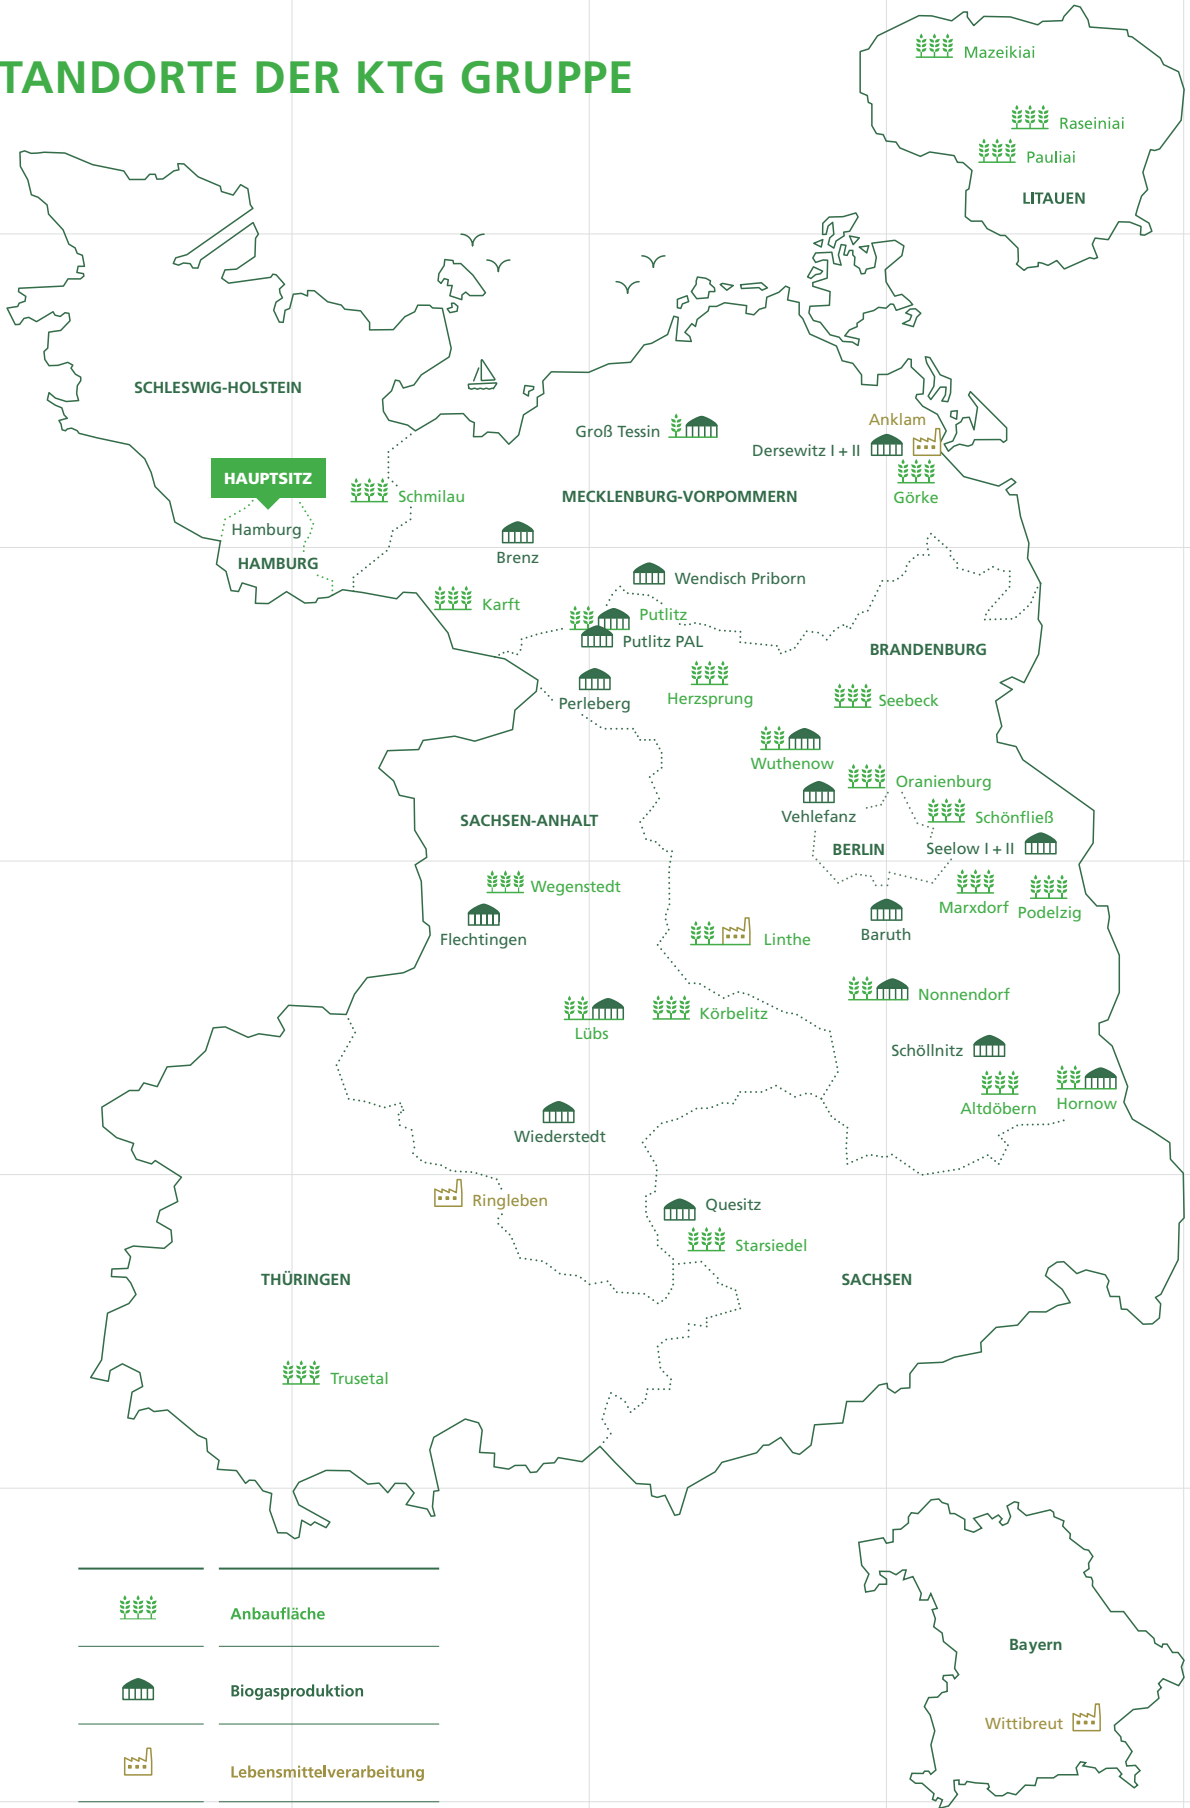 TANDORTE DER KTG GRUPPE
Mazeikiai
Raseiniai
Pauliai
LITAUEN
SCHLESWIG-HOLSTEIN
Anklam
Groß Tessin
Dersewitz I + II
HAUPTSITZ
Schmilau
MECKLENBURG-VORPOMMERN
Görke
Hamburg
HAMBURG
Brenz
Wendisch Priborn
Karft
Putlitz
Putlitz PAL
BRANDENBURG
Perleberg
Herzsprung
Seebeck
Wuthenow
Oranienburg
Vehlefanz
Schönfließ
SACHSEN-ANHALT
BERLIN
Seelow I + II
Wegenstedt
Marxdorf
Podelzig
Flechtingen
Linthe
Baruth
Nonnendorf
Lübs
Körbelitz
Schöllnitz
Altdöbern
Hornow
Wiederstedt
Ringleben
Quesitz
Starsiedel
THÜRINGEN
SACHSEN
Trusetal
Anbaufläche
Biogasproduktion
Lebensmittelverarbeitung
Bayern
Wittibreut